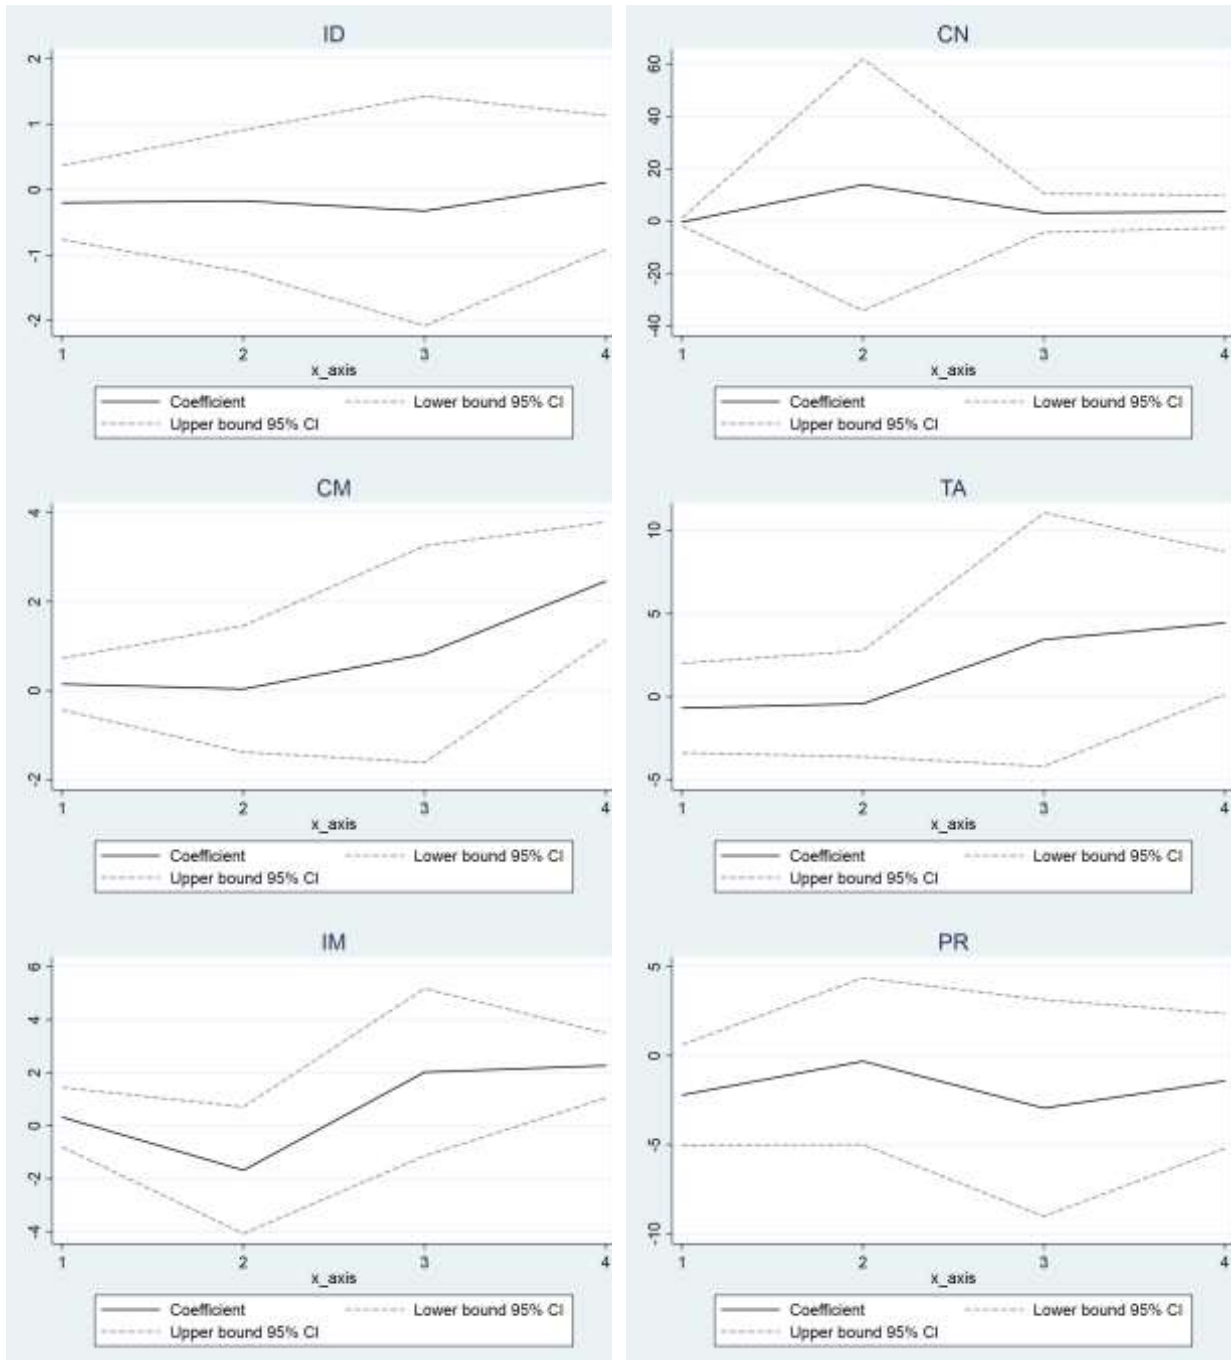 ID
2
1
0
-1
-2
1 2 3 4
x_axis
Coefficient Lower bound 95% CI
Upper bound 95% CI
CN
60
40
20
0
-20
-40
1 2 3 4
x_axis
Coefficient Lower bound 95% CI
Upper bound 95% CI
CM
4
2
0
-2
1 2 3 4
x_axis
Coefficient Lower bound 95% CI
Upper bound 95% CI
TA
10
5
0
-5
1 2 3 4
x_axis
Coefficient Lower bound 95% CI
Upper bound 95% CI
IM
6
4
2
0
-2
-4
1 2 3 4
x_axis
Coefficient Lower bound 95% CI
Upper bound 95% CI
PR
5
0
-5
-10
1 2 3 4
x_axis
Coefficient Lower bound 95% CI
Upper bound 95% CI